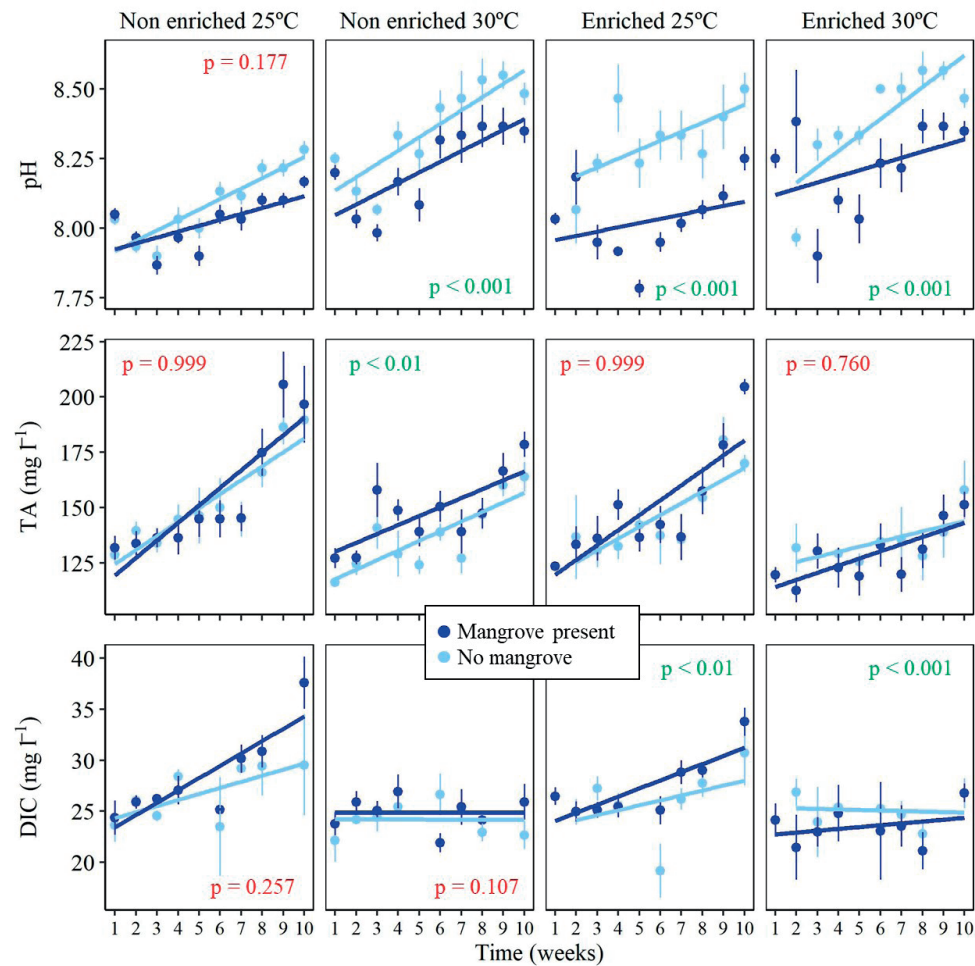 Non enriched 25ºC
Non enriched 30ºC
Enriched 25ºC
Enriched 30ºC
pH
8.50
8.25
8.00
7.75
p = 0.177
p < 0.001
p < 0.001
p < 0.001
TA (mg l⁻¹)
225
200
175
150
125
p = 0.999
p < 0.01
p = 0.999
p = 0.760
Mangrove present
No mangrove
DIC (mg l⁻¹)
40
35
30
25
20
p = 0.257
p = 0.107
p < 0.01
p < 0.001
1 2 3 4 5 6 7 8 9 10
1 2 3 4 5 6 7 8 9 10
1 2 3 4 5 6 7 8 9 10
1 2 3 4 5 6 7 8 9 10
Time (weeks)